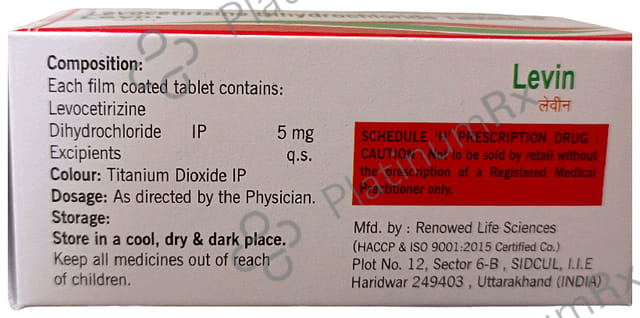 Composition:
Each film coated tablet contains:
Levocetirizine
Dihydrochloride IP 5 mg
Excipients q.s.
Colour: Titanium Dioxide IP
Dosage: As directed by the Physician.
Storage:
Store in a cool, dry & dark place.
Keep all medicines out of reach
of children.
Levin
लेवीन
SCHEDULE 'H' PRESCRIPTION DRUG :
CAUTION : Not to be sold by retail without
the prescription of a Registered Medical
Practitioner only.
Mfd. by : Renowed Life Sciences
(HACCP & ISO 9001:2015 Certified Co.)
Plot No. 12, Sector 6-B , SIDCUL, I.I.E
Haridwar 249403 , Uttarakhand (INDIA)
PlatinumRx